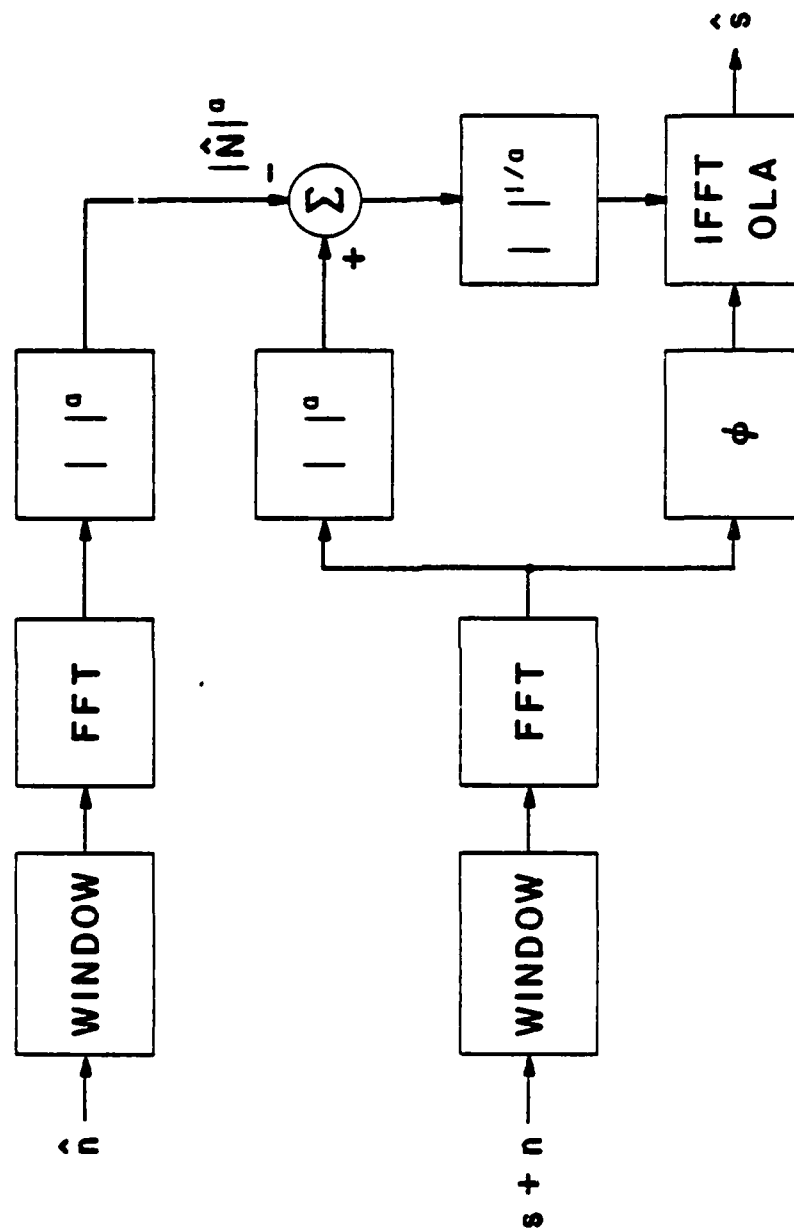 n̂
WINDOW
FFT
| |ᵃ
|N̂|ᵃ
−
s + n
WINDOW
FFT
| |ᵃ
+
Σ
| |¹/ᵃ
ϕ
IFFT
OLA
ŝ